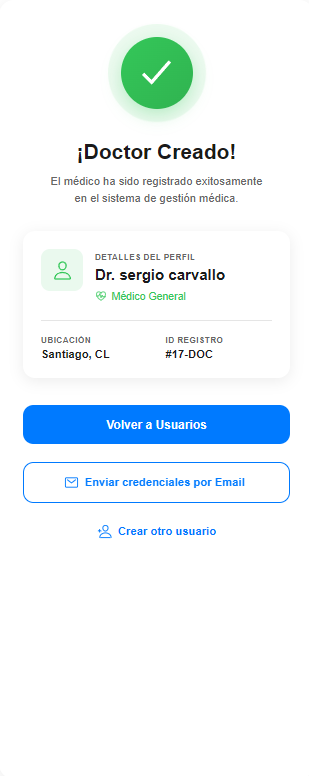 ¡Doctor Creado!
El médico ha sido registrado exitosamente
en el sistema de gestión médica.
DETALLES DEL PERFIL
Dr. sergio carvallo
Médico General
UBICACIÓN
ID REGISTRO
Santiago, CL
#17-DOC
Volver a Usuarios
Enviar credenciales por Email
Crear otro usuario